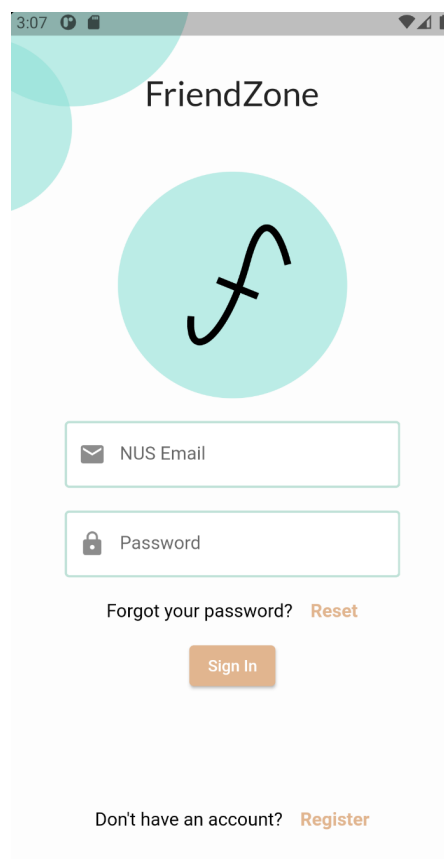 3:07
FriendZone
f
NUS Email
Password
Forgot your password? Reset
Sign In
Don't have an account? Register